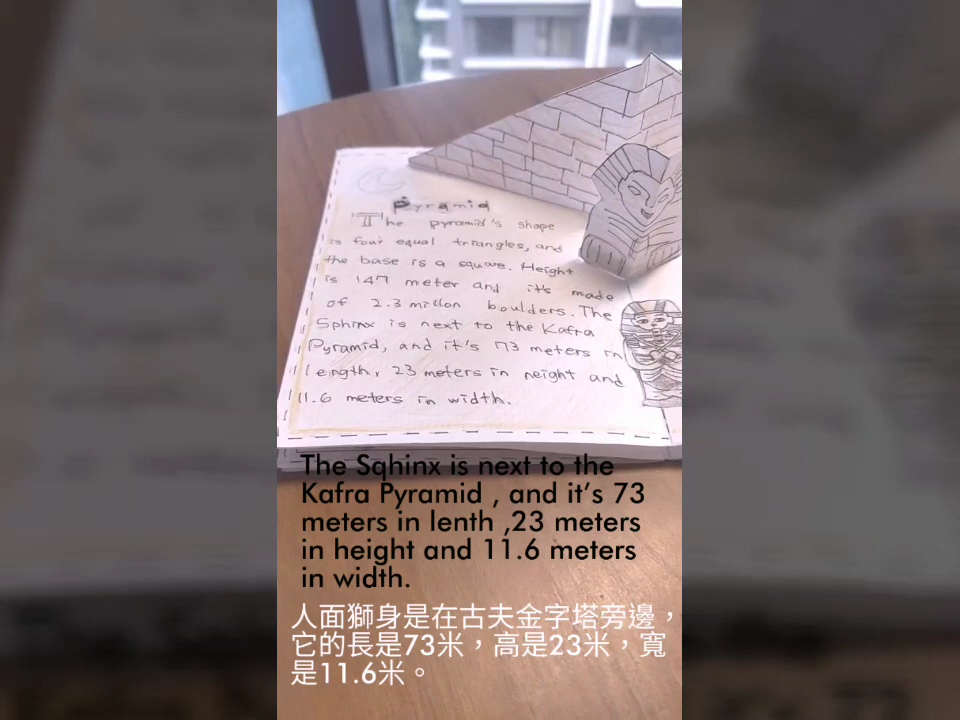 Pyramid
The pyramid's shape
is four equal triangles, and
the base is a square. Height
is 147 meter and it's made
of 2.3 millon boulders. The
Sphinx is next to the Kafra
Pyramid, and it's 73 meters in
length, 23 meters in height and
11.6 meters in width.
The Sqhinx is next to the
Kafra Pyramid , and it's 73
meters in lenth ,23 meters
in height and 11.6 meters
in width.
人面獅身是在古夫金字塔旁邊，
它的長是73米，高是23米，寬
是11.6米。